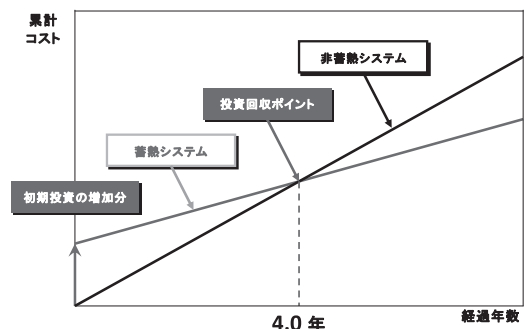 累計
コスト
非蓄熱システム
投資回収ポイント
蓄熱システム
初期投資の増加分
4.0 年
経過年数